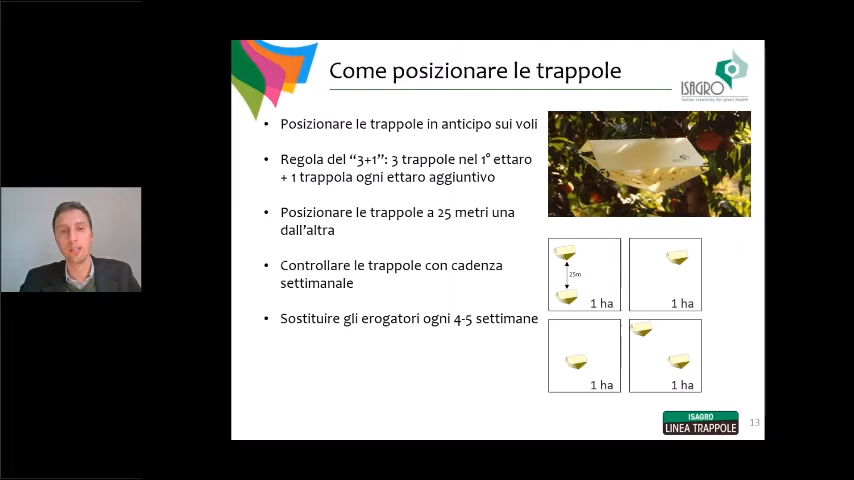 Come posizionare le trappole
ISAGRO
Italian creativity for plant health
• Posizionare le trappole in anticipo sui voli
• Regola del “3+1”: 3 trappole nel 1° ettaro
+ 1 trappola ogni ettaro aggiuntivo
• Posizionare le trappole a 25 metri una
dall’altra
• Controllare le trappole con cadenza
settimanale
• Sostituire gli erogatori ogni 4-5 settimane
25m
1 ha
1 ha
1 ha
1 ha
ISAGRO
LINEA TRAPPOLE
13